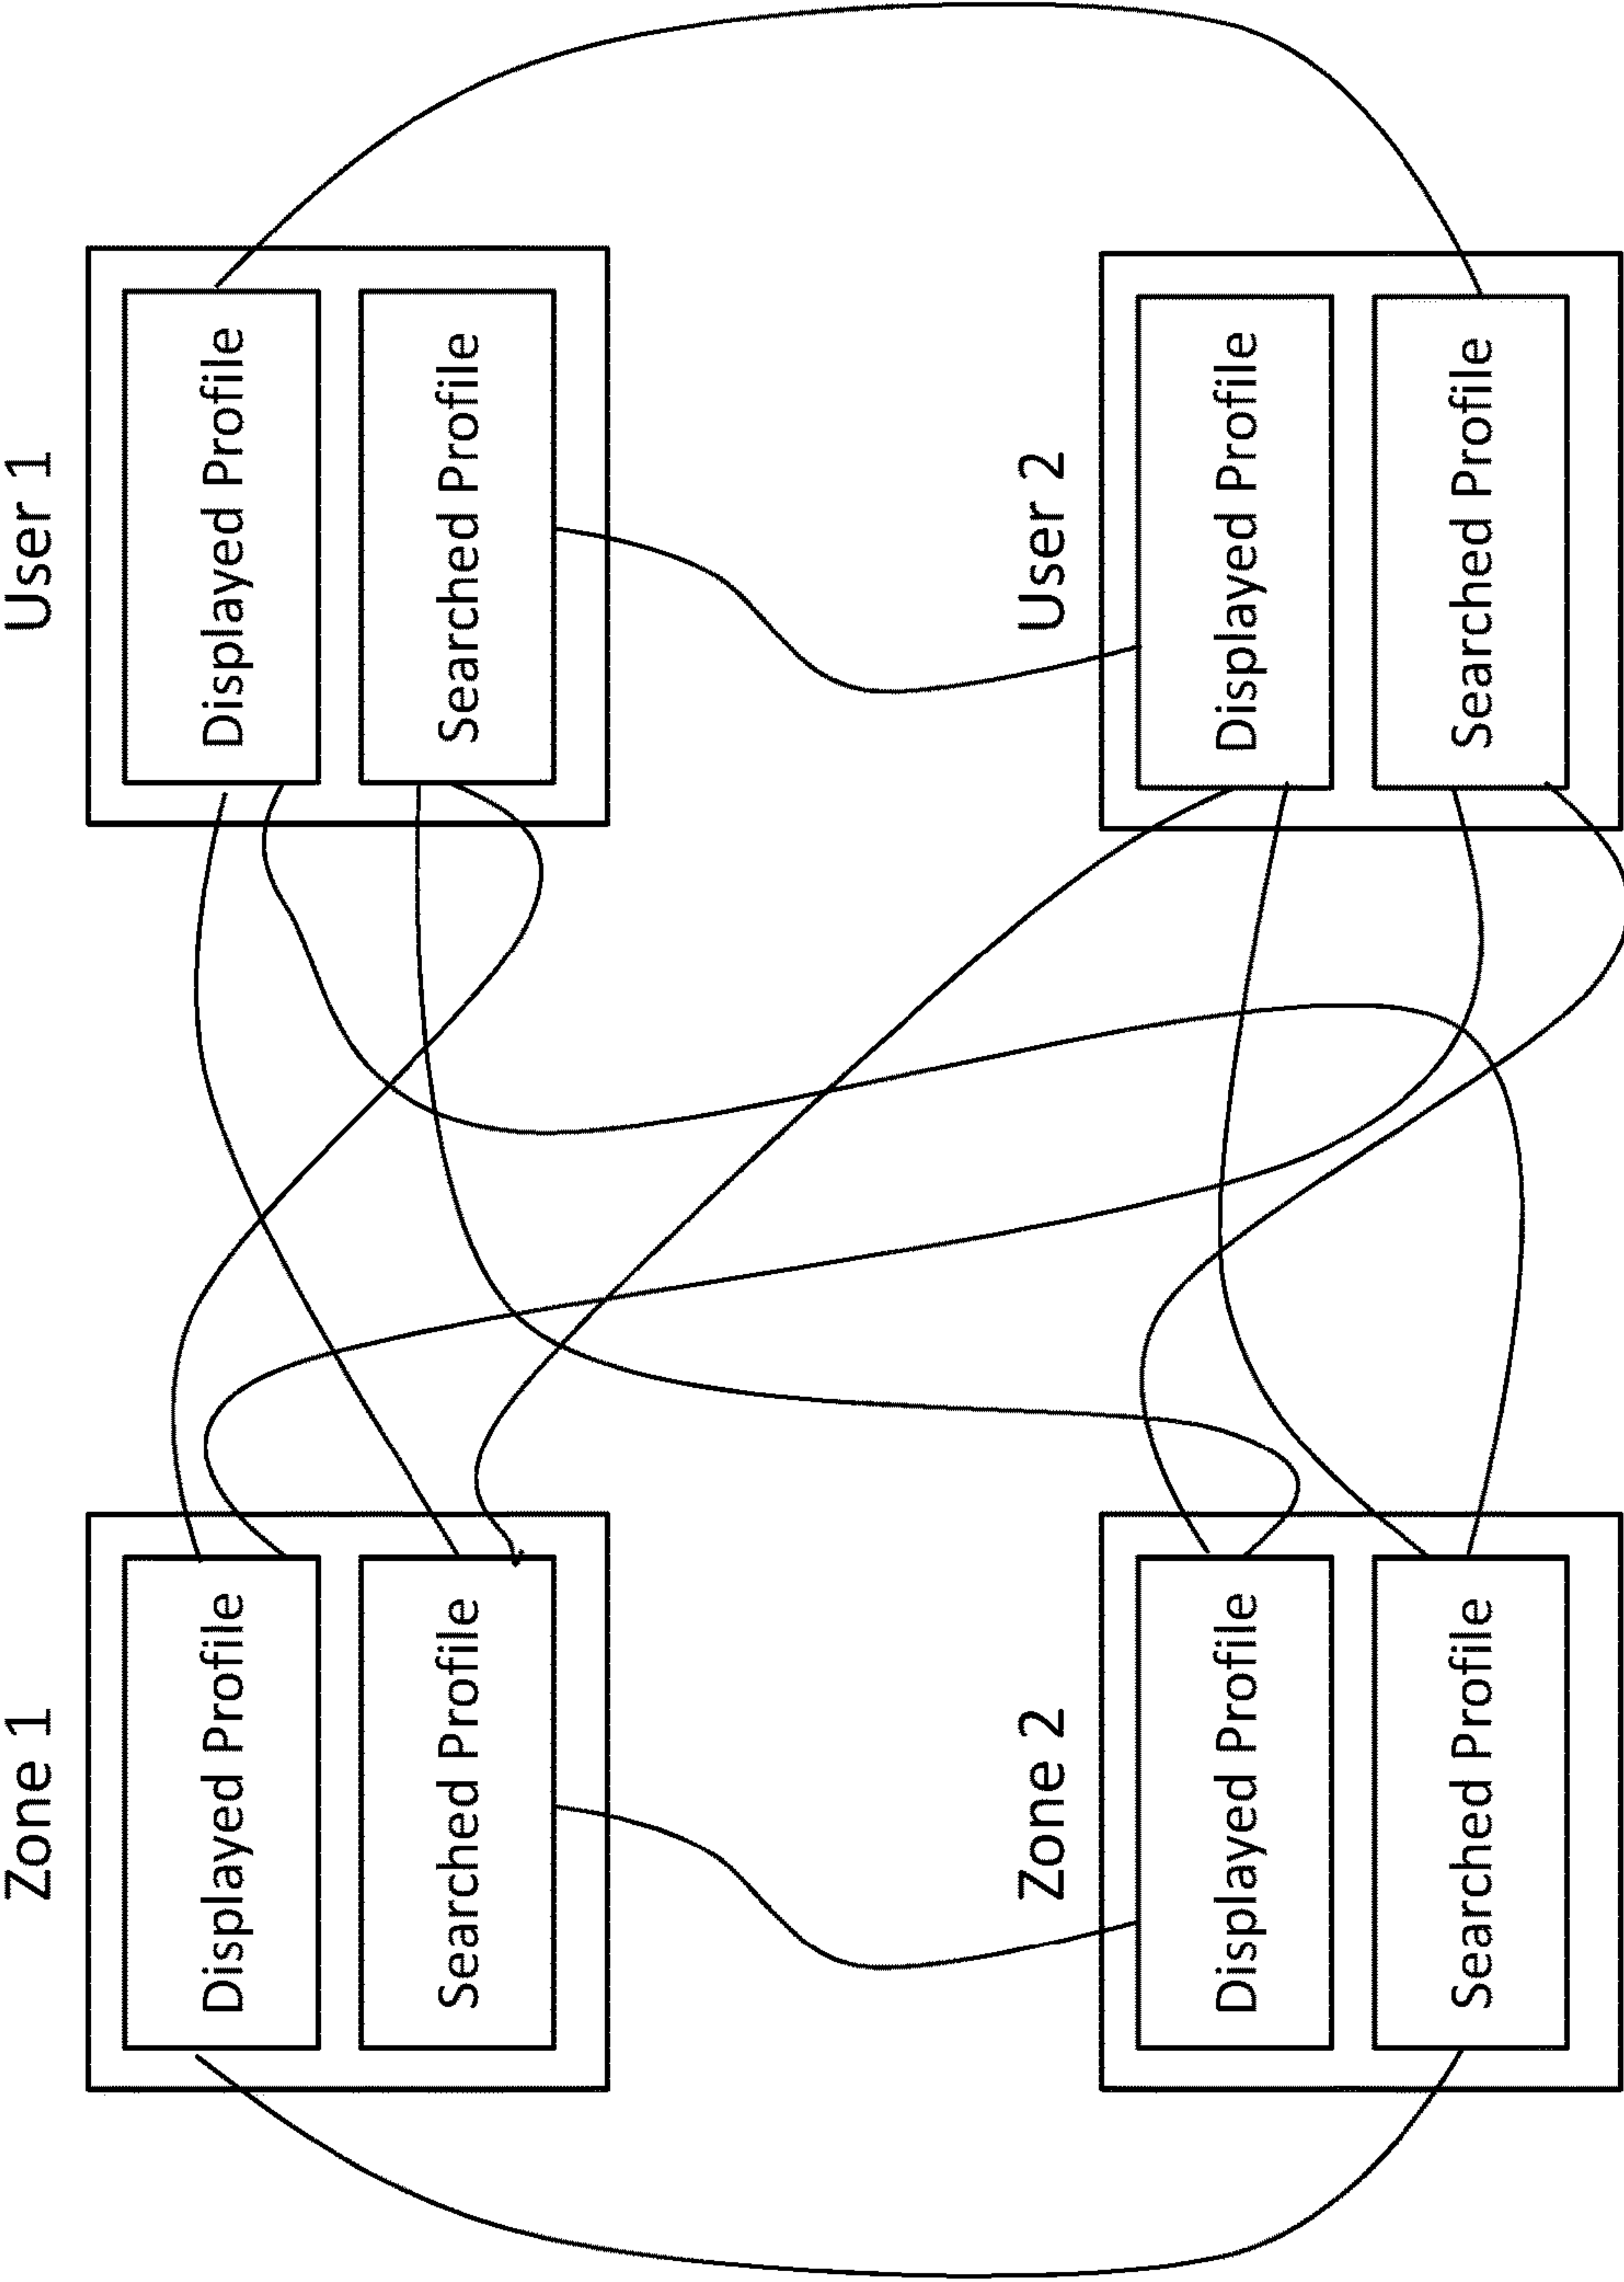 Zone 1
Displayed Profile
Searched Profile
User 1
Displayed Profile
Searched Profile
Zone 2
Displayed Profile
Searched Profile
User 2
Displayed Profile
Searched Profile